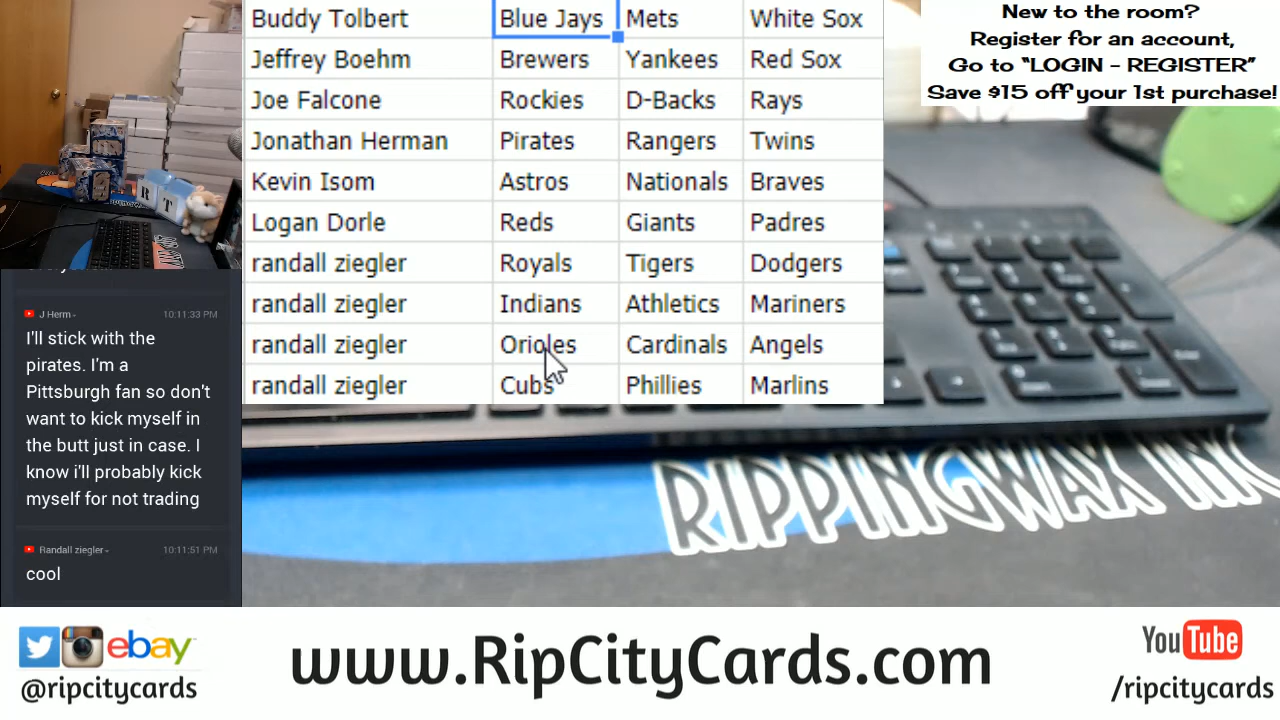 Buddy Tolbert Blue Jays Mets White Sox
Jeffrey Boehm Brewers Yankees Red Sox
Joe Falcone Rockies D-Backs Rays
Jonathan Herman Pirates Rangers Twins
Kevin Isom Astros Nationals Braves
Logan Dorle Reds Giants Padres
randall ziegler Royals Tigers Dodgers
randall ziegler Indians Athletics Mariners
randall ziegler Orioles Cardinals Angels
randall ziegler Cubs Phillies Marlins
New to the room?
Register for an account,
Go to "LOGIN - REGISTER"
Save $15 off your 1st purchase!
R T
J Herm 10:11:33 PM
I'll stick with the
pirates. I'm a
Pittsburgh fan so don't
want to kick myself in
the butt just in case. I
know i'll probably kick
myself for not trading
Randall ziegler 10:11:51 PM
cool
RIPPINGWAX INC
ebay
@ripcitycards
www.RipCityCards.com
YouTube
/ripcitycards